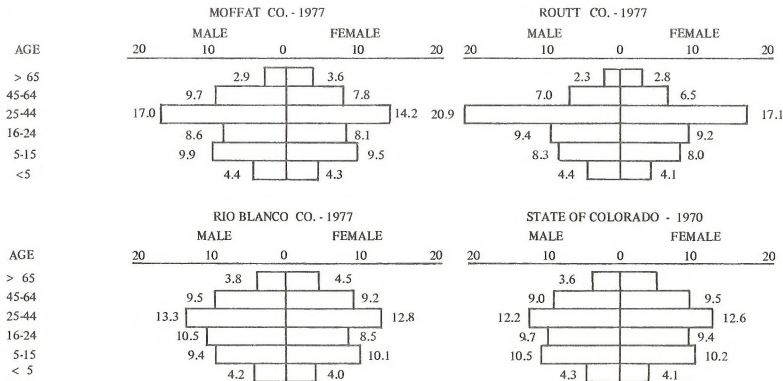 MOFFAT CO. - 1977 ROUTT CO. - 1977
MALE FEMALE MALE FEMALE
AGE 20 10 0 10 20 20 10 0 10 20
> 65 2.9 3.6 2.3 2.8
45-64 9.7 7.8 7.0 6.5
25-44 17.0 14.2 20.9 17.1
16-24 8.6 8.1 9.4 9.2
5-15 9.9 9.5 8.3 8.0
<5 4.4 4.3 4.4 4.1
RIO BLANCO CO. - 1977 STATE OF COLORADO - 1970
MALE FEMALE MALE FEMALE
AGE 20 10 0 10 20 20 10 0 10 20
> 65 3.8 4.5 3.6
45-64 9.5 9.2 9.0 9.5
25-44 13.3 12.8 12.2 12.6
16-24 10.5 8.5 9.7 9.4
5-15 9.4 10.1 10.5 10.2
< 5 4.2 4.0 4.3 4.1